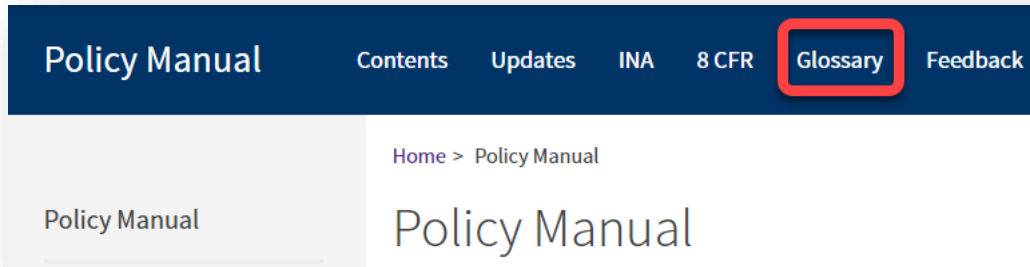 Policy Manual Contents Updates INA 8 CFR Glossary Feedback
Home > Policy Manual
Policy Manual
Policy Manual